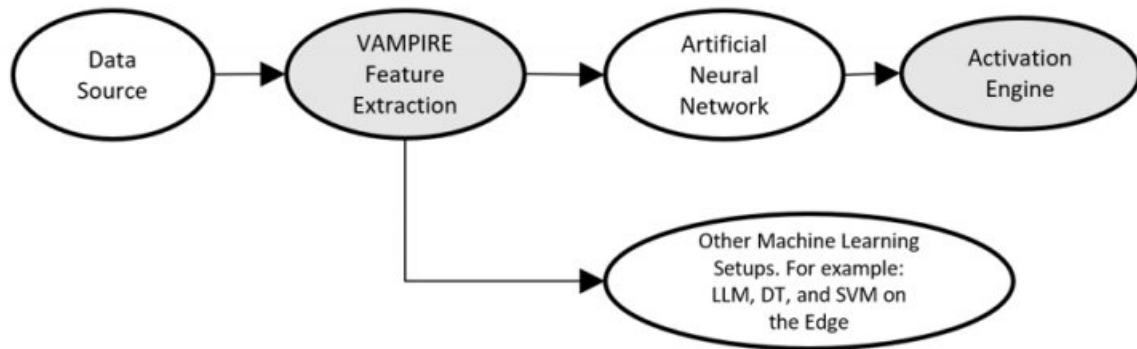 Data
Source
VAMPIRE
Feature
Extraction
Artificial
Neural
Network
Activation
Engine
Other Machine Learning
Setups. For example:
LLM, DT, and SVM on
the Edge